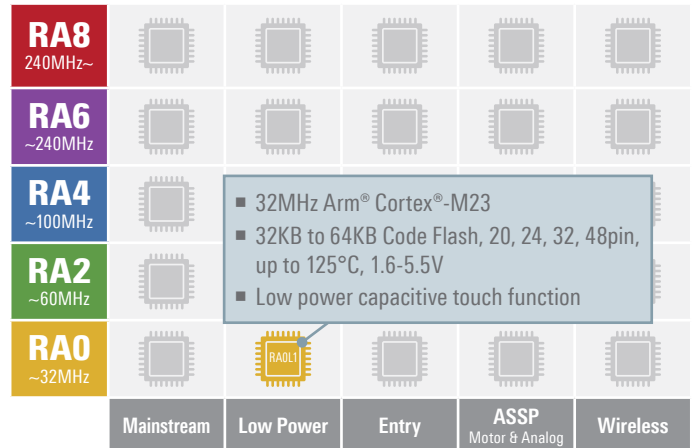 RA8
240MHz~
RA6
~240MHz
RA4
~100MHz
RA2
~60MHz
RA0
~32MHz
■ 32MHz Arm® Cortex®-M23
■ 32KB to 64KB Code Flash, 20, 24, 32, 48pin,
up to 125°C, 1.6-5.5V
■ Low power capacitive touch function
RA0L1
Mainstream
Low Power
Entry
ASSP
Motor & Analog
Wireless